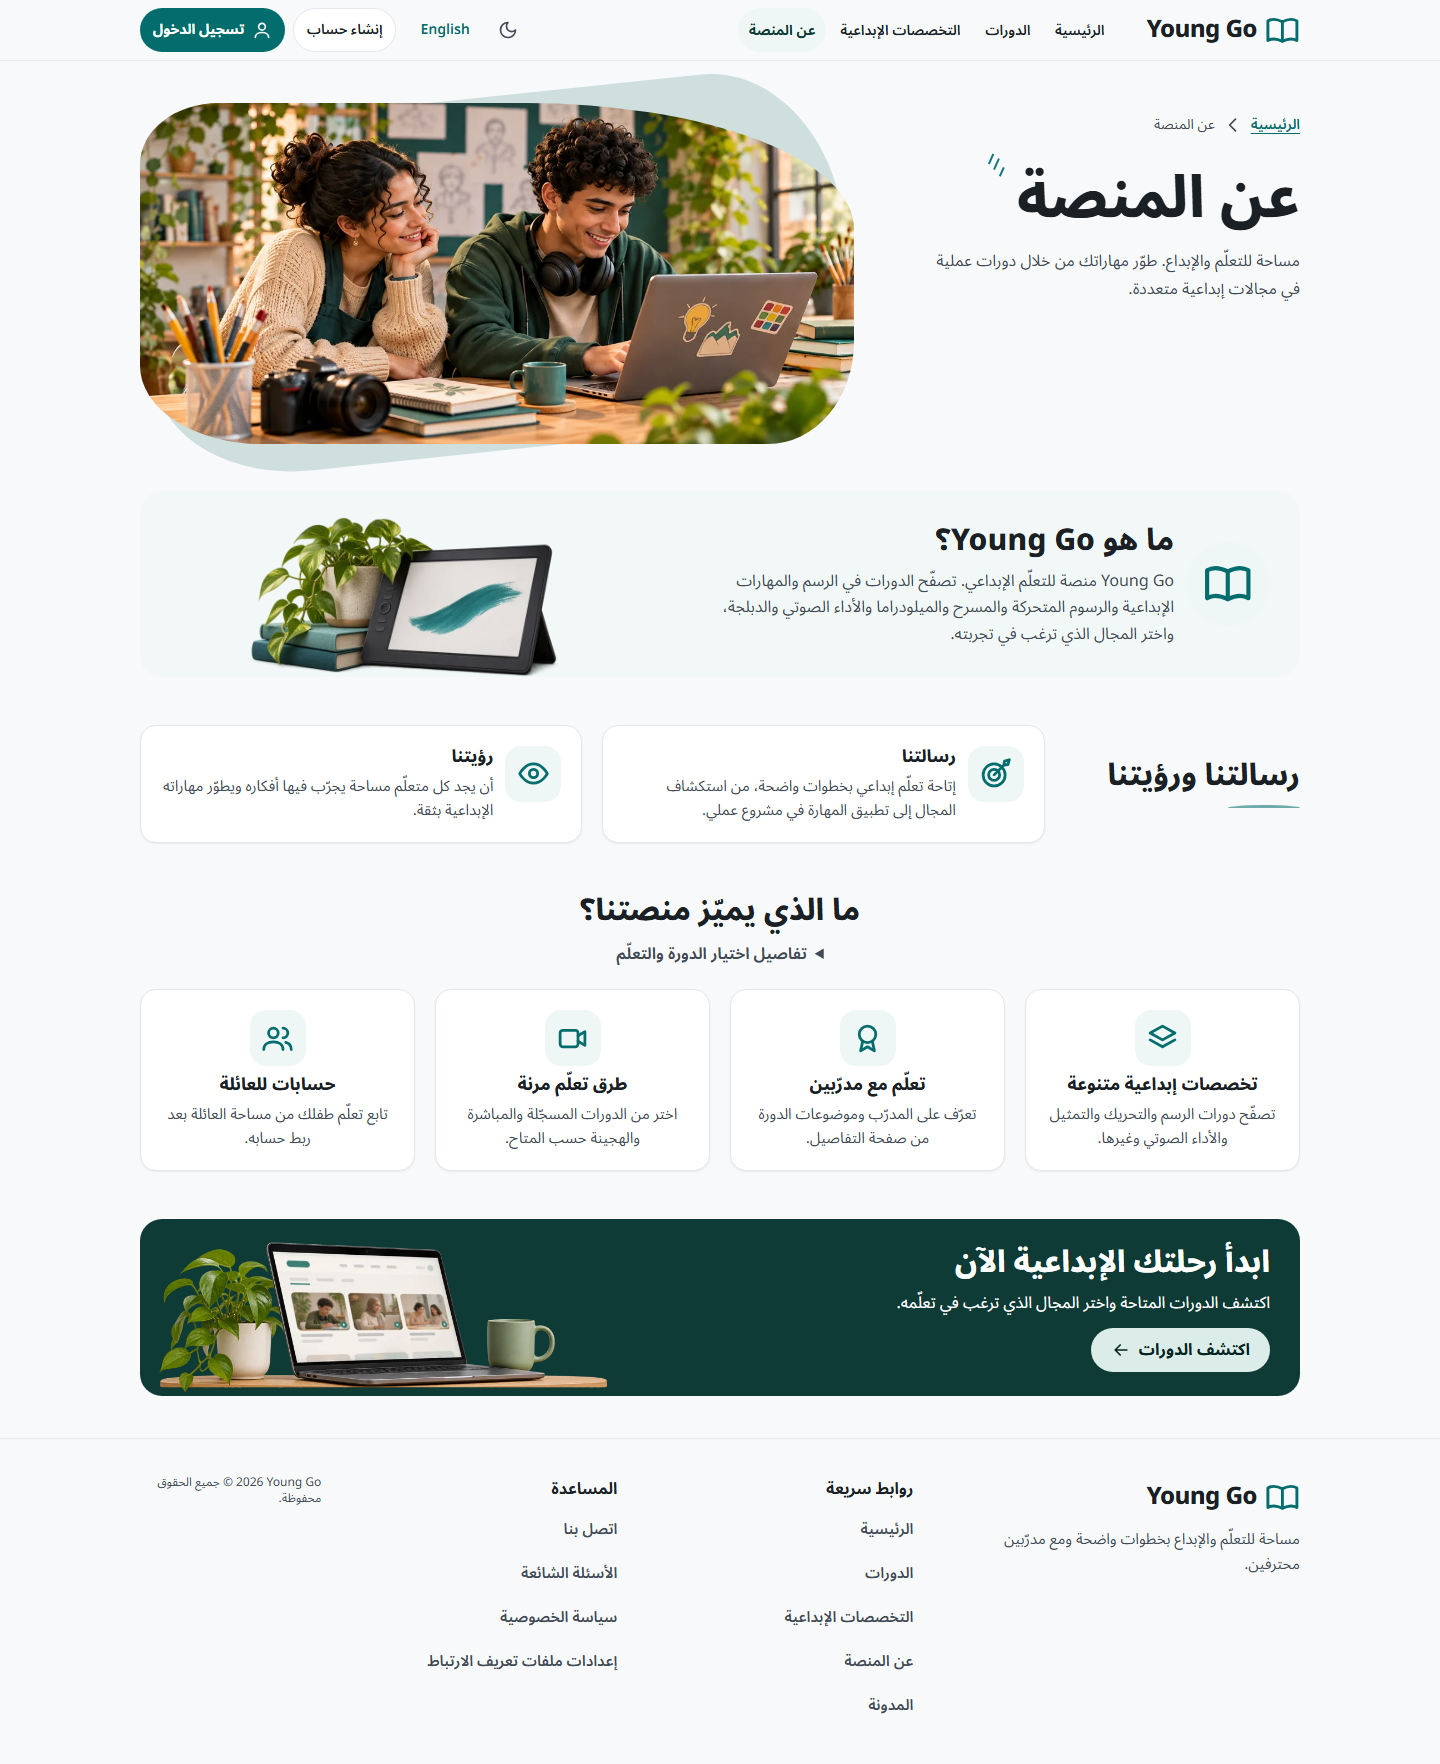 Young Go
الرئيسية
الدورات
التخصصات الإبداعية
عن المنصة
English
إنشاء حساب
تسجيل الدخول
الرئيسية
عن المنصة
عن المنصة
مساحة للتعلّم والإبداع. طوّر مهاراتك من خلال دورات عملية
في مجالات إبداعية متعددة.
ما هو Young Go؟
Young Go منصة للتعلّم الإبداعي. تصفّح الدورات في الرسم والمهارات
الإبداعية والرسوم المتحركة والمسرح والميلودراما والأداء الصوتي والدبلجة،
واختر المجال الذي ترغب في تجربته.
رسالتنا ورؤيتنا
رسالتنا
إتاحة تعلّم إبداعي بخطوات واضحة، من استكشاف
المجال إلى تطبيق المهارة في مشروع عملي.
رؤيتنا
أن يجد كل متعلّم مساحة يجرّب فيها أفكاره ويطوّر مهاراته
الإبداعية بثقة.
ما الذي يميّز منصتنا؟
تفاصيل اختيار الدورة والتعلّم
تخصصات إبداعية متنوعة
تصفّح دورات الرسم والتحريك والتمثيل
والأداء الصوتي وغيرها.
تعلّم مع مدرّبين
تعرّف على المدرّب وموضوعات الدورة
من صفحة التفاصيل.
طرق تعلّم مرنة
اختر من الدورات المسجّلة والمباشرة
والهجينة حسب المتاح.
حسابات للعائلة
تابع تعلّم طفلك من مساحة العائلة بعد
ربط حسابه.
ابدأ رحلتك الإبداعية الآن
اكتشف الدورات المتاحة واختر المجال الذي ترغب في تعلّمه.
اكتشف الدورات
Young Go
مساحة للتعلّم والإبداع بخطوات واضحة ومع مدرّبين
محترفين.
روابط سريعة
الرئيسية
الدورات
التخصصات الإبداعية
عن المنصة
المدونة
المساعدة
اتصل بنا
الأسئلة الشائعة
سياسة الخصوصية
إعدادات ملفات تعريف الارتباط
Young Go 2026 © جميع الحقوق
محفوظة.